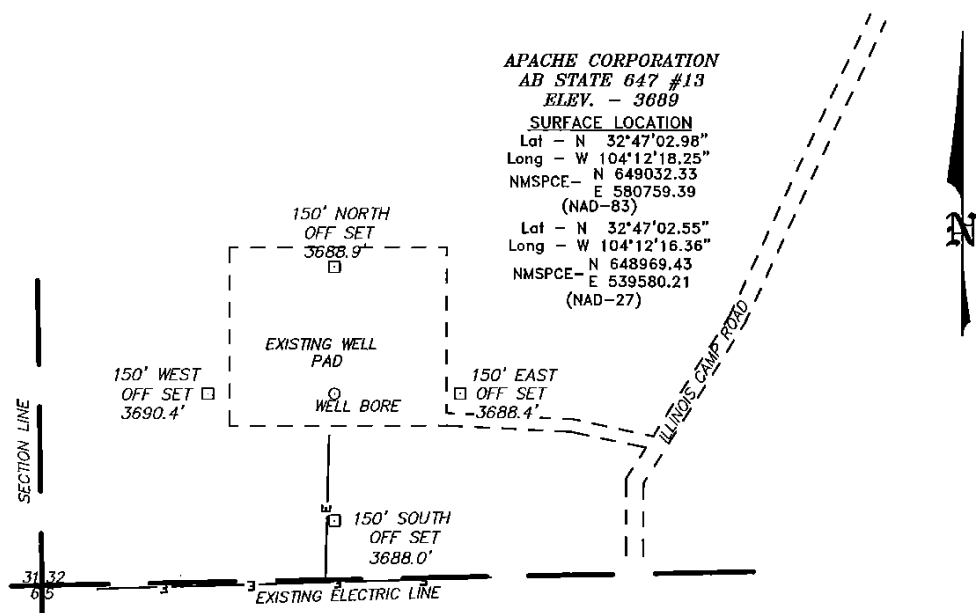 APACHE CORPORATION
AB STATE 647 #13
ELEV. - 3689
SURFACE LOCATION
Lat - N 32°47'02.98"
Long - W 104°12'18.25"
NMSPCE- N 649032.33
E 580759.39
(NAD-83)
Lat - N 32°47'02.55"
Long - W 104°12'16.36"
NMSPCE- N 648969.43
E 539580.21
(NAD-27)
N
150' NORTH
OFF SET
3688.9'
EXISTING WELL
PAD
150' WEST
OFF SET
3690.4'
WELL BORE
150' EAST
OFF SET
3688.4'
ILLINOIS CAMP ROAD
SECTION LINE
E
150' SOUTH
OFF SET
3688.0'
31 32
6 5
E E E E
EXISTING ELECTRIC LINE